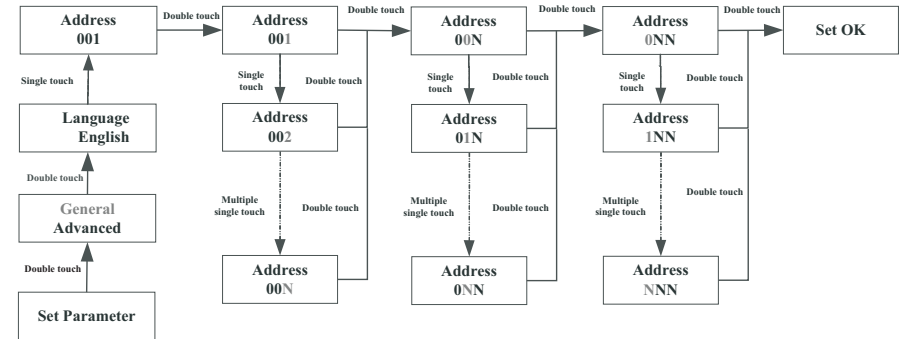 Address
001
Double touch
Address
001
Double touch
Address
00N
Double touch
Address
0NN
Double touch
Set OK
Single touch
Single
touch
Double touch
Single
touch
Double touch
Single
touch
Double touch
Language
English
Address
002
Address
01N
Address
1NN
Double touch
General
Advanced
Multiple
single touch
Double touch
Multiple
single touch
Double touch
Multiple
single touch
Double touch
Double touch
Address
00N
Address
0NN
Address
NNN
Set Parameter